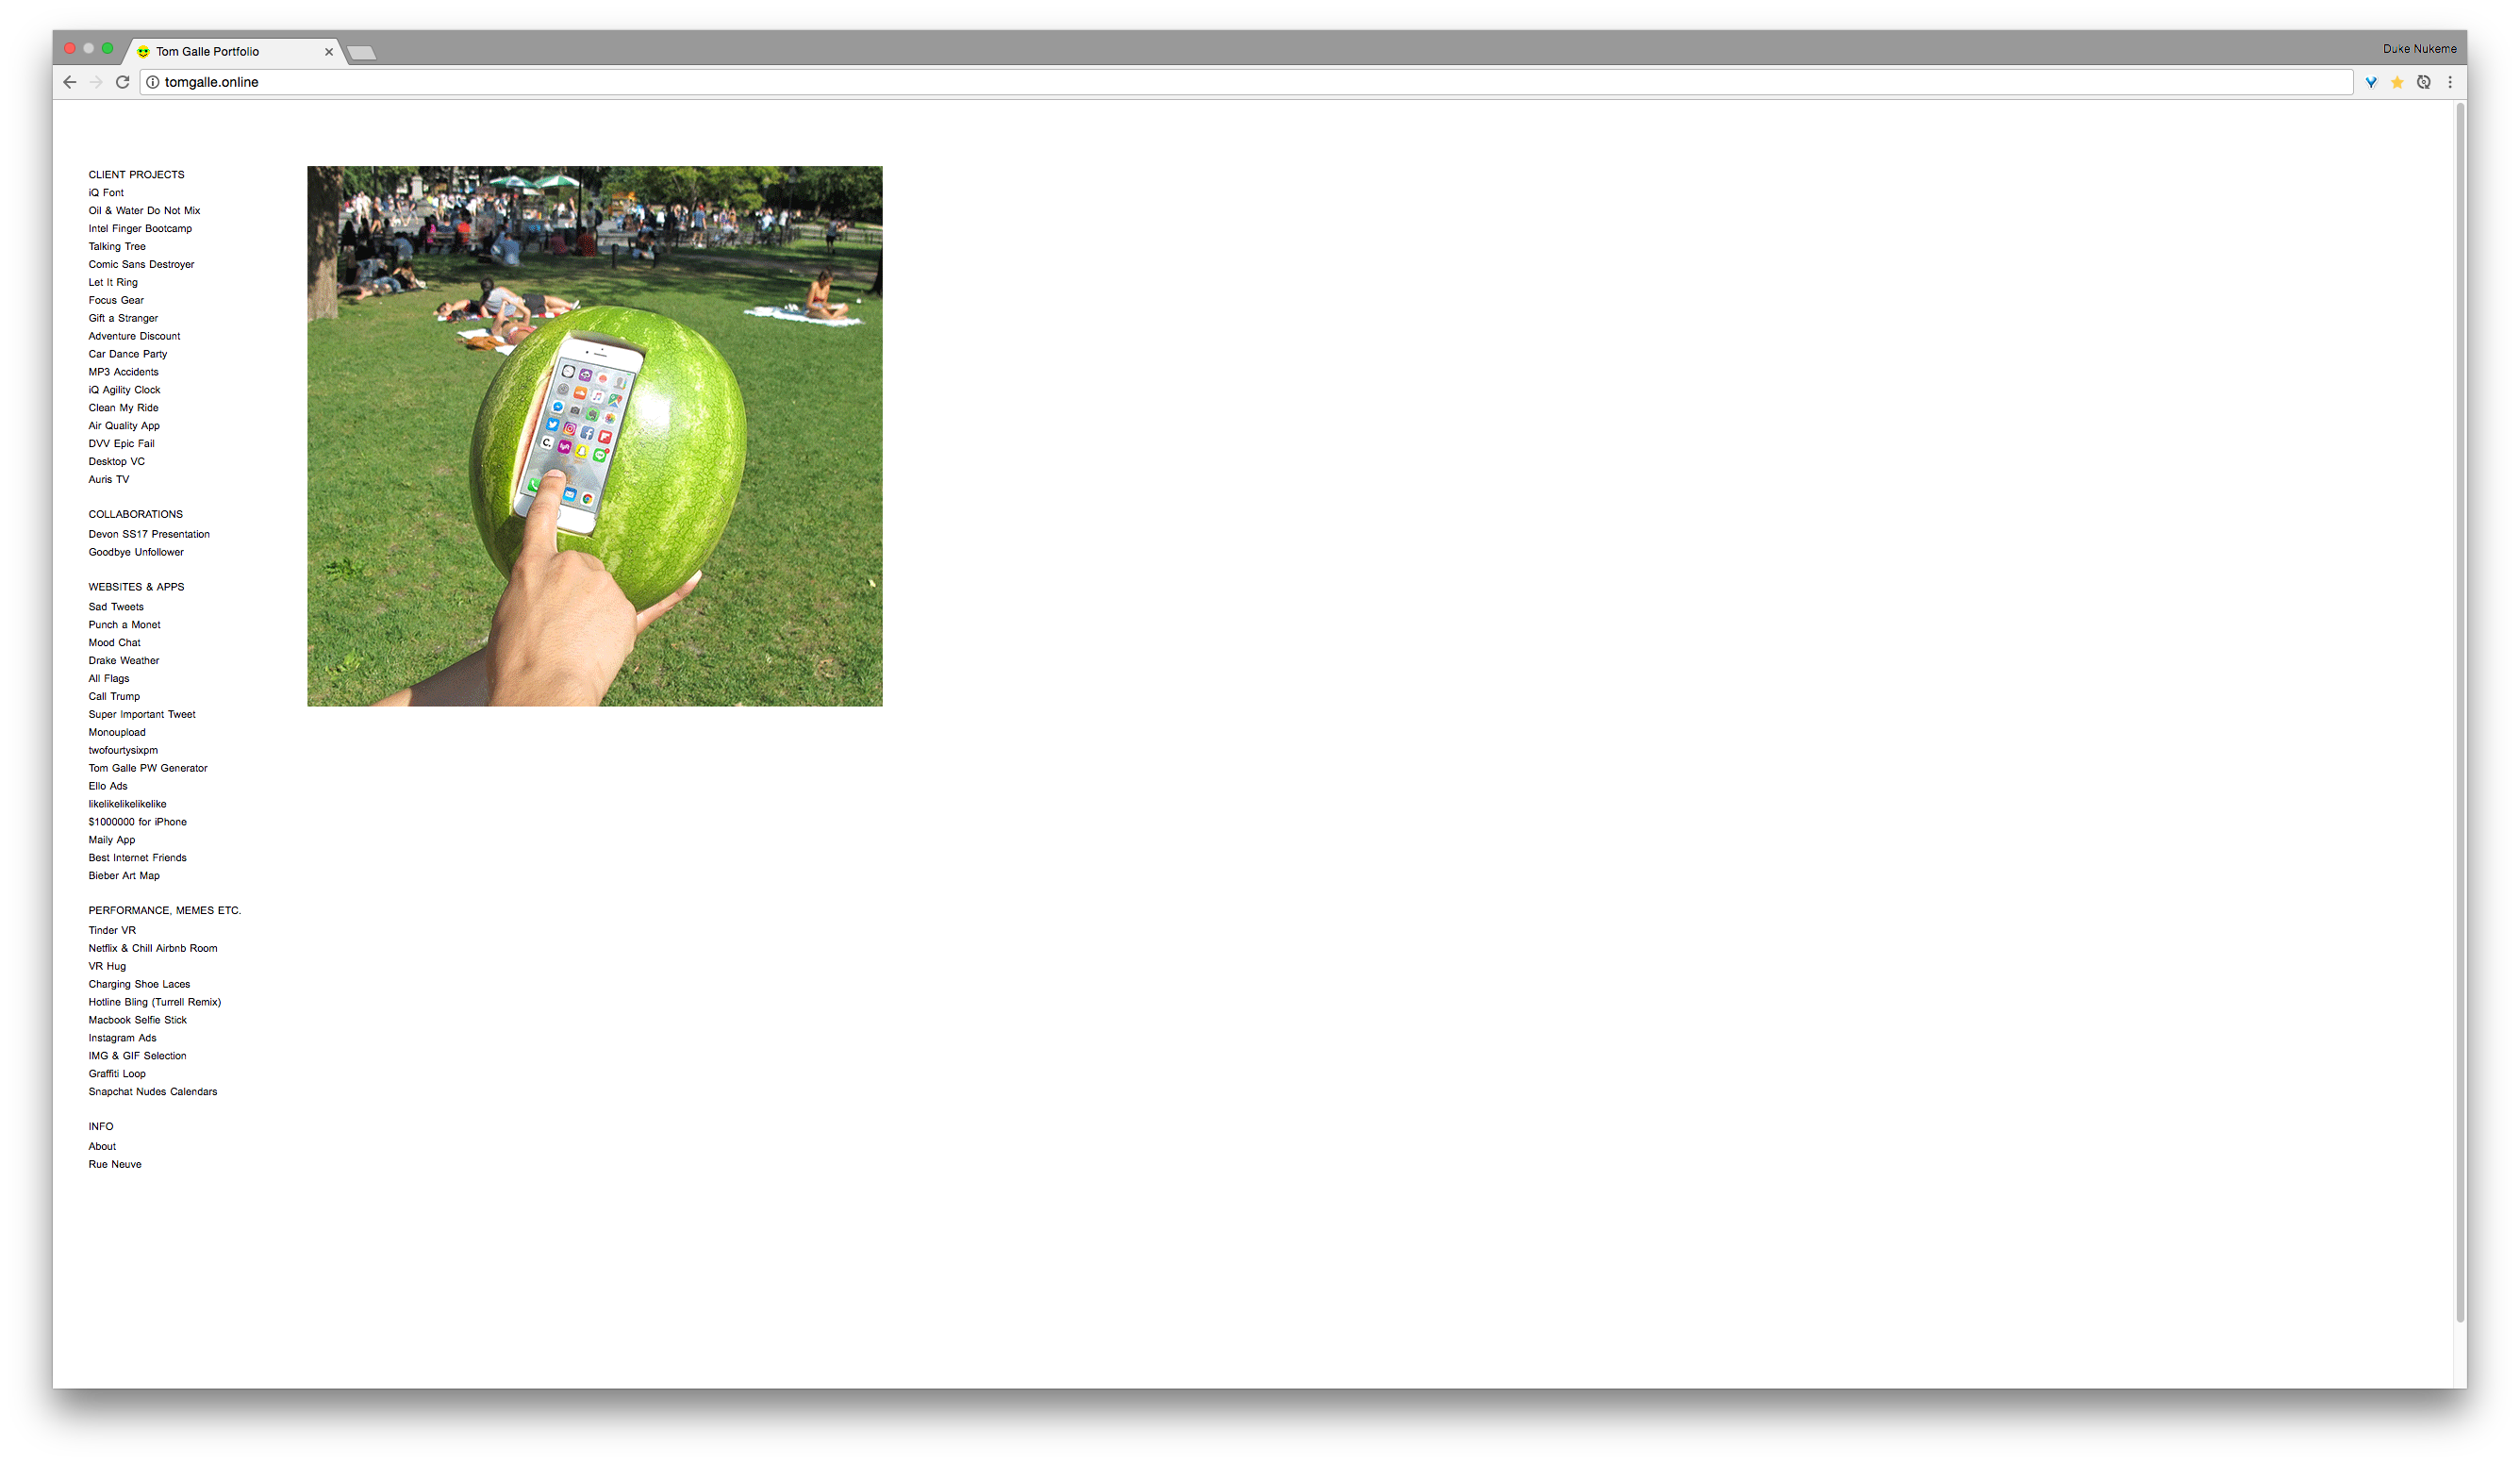 Tom Galle Portfolio
Duke Nukeme
tomgalle.online
CLIENT PROJECTS
iQ Font
Oil & Water Do Not Mix
Intel Finger Bootcamp
Talking Tree
Comic Sans Destroyer
Let It Ring
Focus Gear
Gift a Stranger
Adventure Discount
Car Dance Party
MP3 Accidents
iQ Agility Clock
Clean My Ride
Air Quality App
DVV Epic Fail
Desktop VC
Auris TV
COLLABORATIONS
Devon SS17 Presentation
Goodbye Unfollower
WEBSITES & APPS
Sad Tweets
Punch a Monet
Mood Chat
Drake Weather
All Flags
Call Trump
Super Important Tweet
Monoupload
twofourtysixpm
Tom Galle PW Generator
Ello Ads
likelikelikelikelike
$1000000 for iPhone
Maily App
Best Internet Friends
Bieber Art Map
PERFORMANCE, MEMES ETC.
Tinder VR
Netflix & Chill Airbnb Room
VR Hug
Charging Shoe Laces
Hotline Bling (Turrell Remix)
Macbook Selfie Stick
Instagram Ads
IMG & GIF Selection
Graffiti Loop
Snapchat Nudes Calendars
INFO
About
Rue Neuve